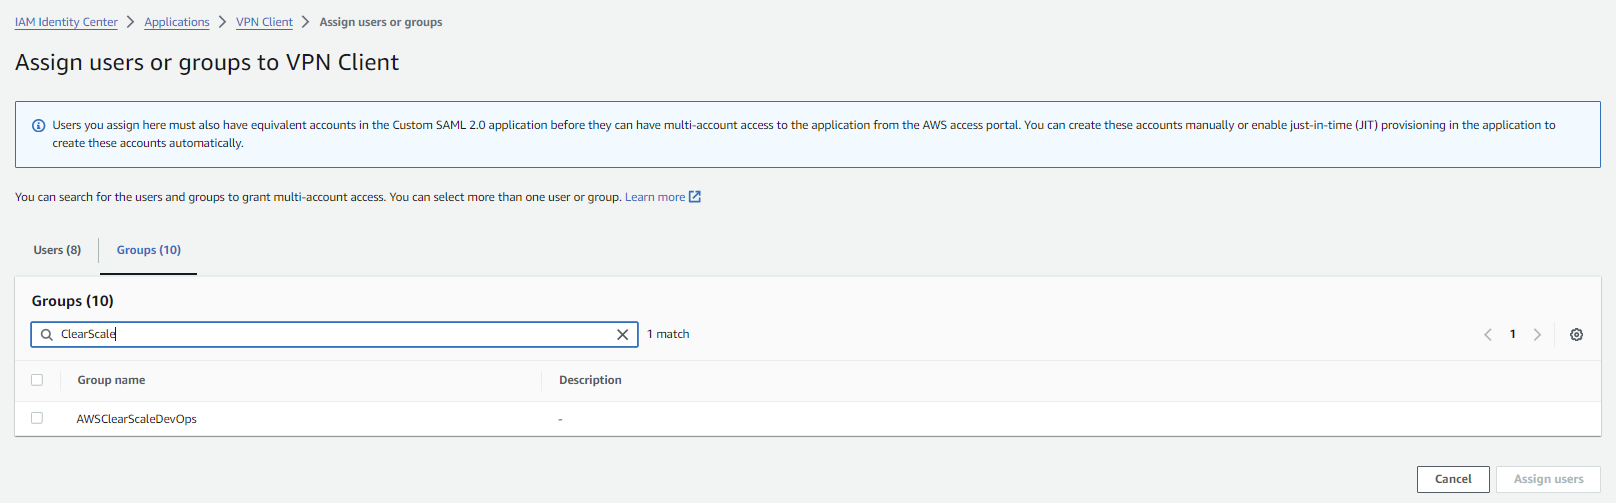 IAM Identity Center > Applications > VPN Client > Assign users or groups
Assign users or groups to VPN Client
Users you assign here must also have equivalent accounts in the Custom SAML 2.0 application before they can have multi-account access to the application from the AWS access portal. You can create these accounts manually or enable just-in-time (JIT) provisioning in the application to
create these accounts automatically.
You can search for the users and groups to grant multi-account access. You can select more than one user or group. Learn more
Users (8) Groups (10)
Groups (10)
ClearScale 1 match 1
Group name Description
AWSClearScaleDevOps -
Cancel Assign users